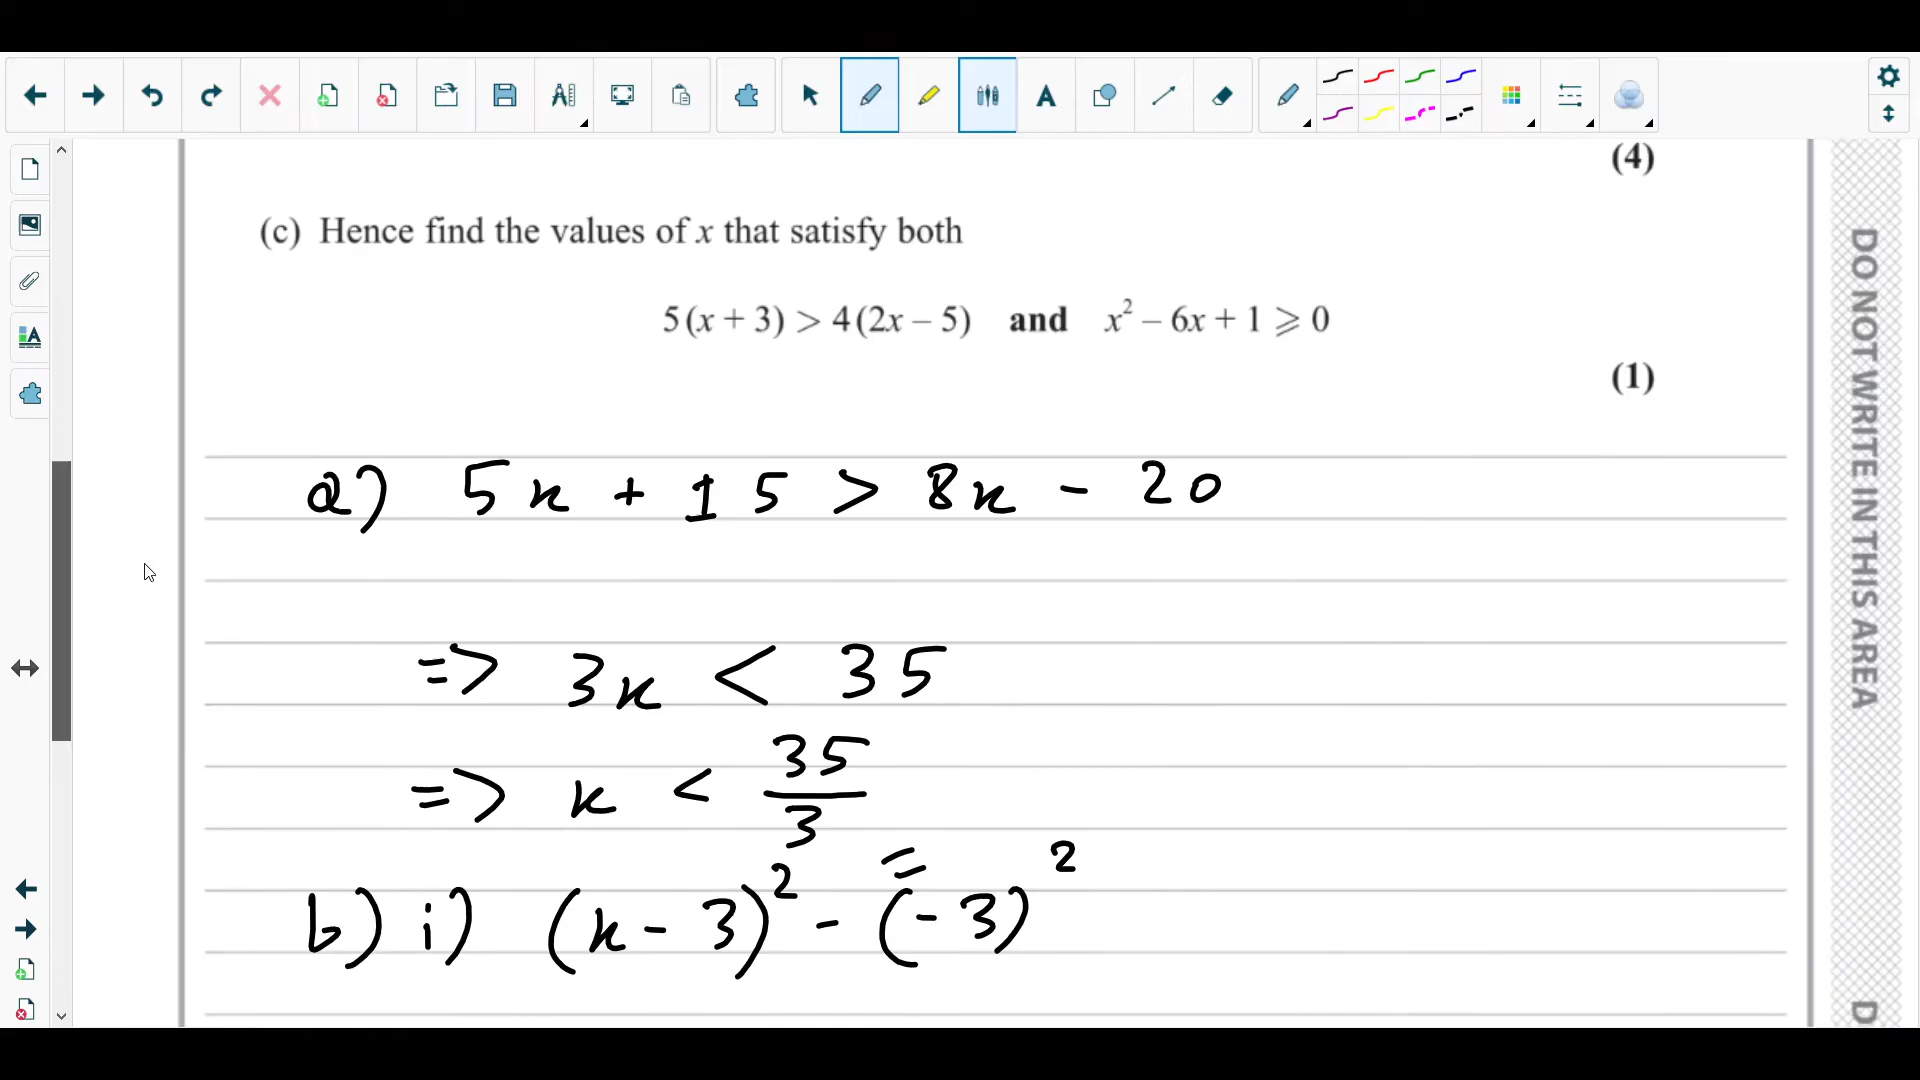 (4)
(c) Hence find the values of x that satisfy both
5(x + 3) > 4(2x – 5) and x² – 6x + 1 ⩾ 0
(1)
a) 5x + 15 > 8x - 20
=> 3x < 35
=> x < 35/3
b) i) (x - 3)² - (-3)²
DO NOT WRITE IN THIS AREA
D